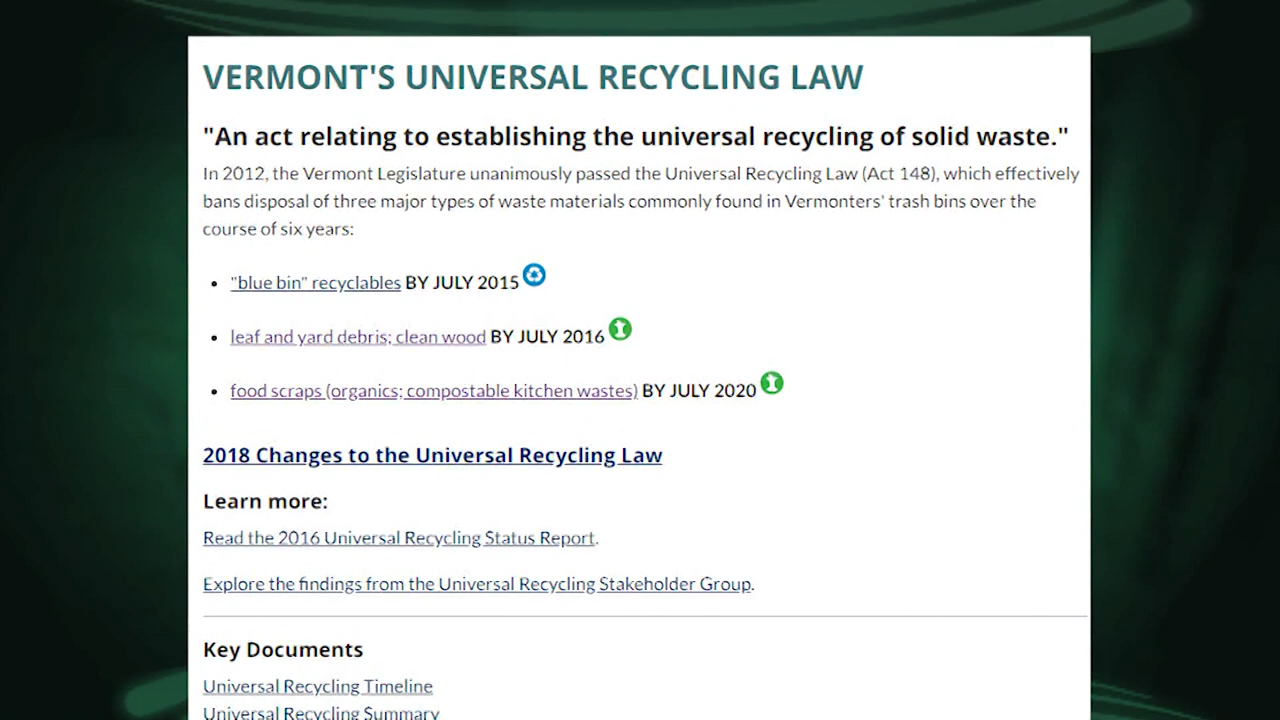 VERMONT'S UNIVERSAL RECYCLING LAW
"An act relating to establishing the universal recycling of solid waste."
In 2012, the Vermont Legislature unanimously passed the Universal Recycling Law (Act 148), which effectively
bans disposal of three major types of waste materials commonly found in Vermonters' trash bins over the
course of six years:
• "blue bin" recyclables BY JULY 2015
• leaf and yard debris; clean wood BY JULY 2016
• food scraps (organics; compostable kitchen wastes) BY JULY 2020
2018 Changes to the Universal Recycling Law
Learn more:
Read the 2016 Universal Recycling Status Report.
Explore the findings from the Universal Recycling Stakeholder Group.
Key Documents
Universal Recycling Timeline
Universal Recycling Summary